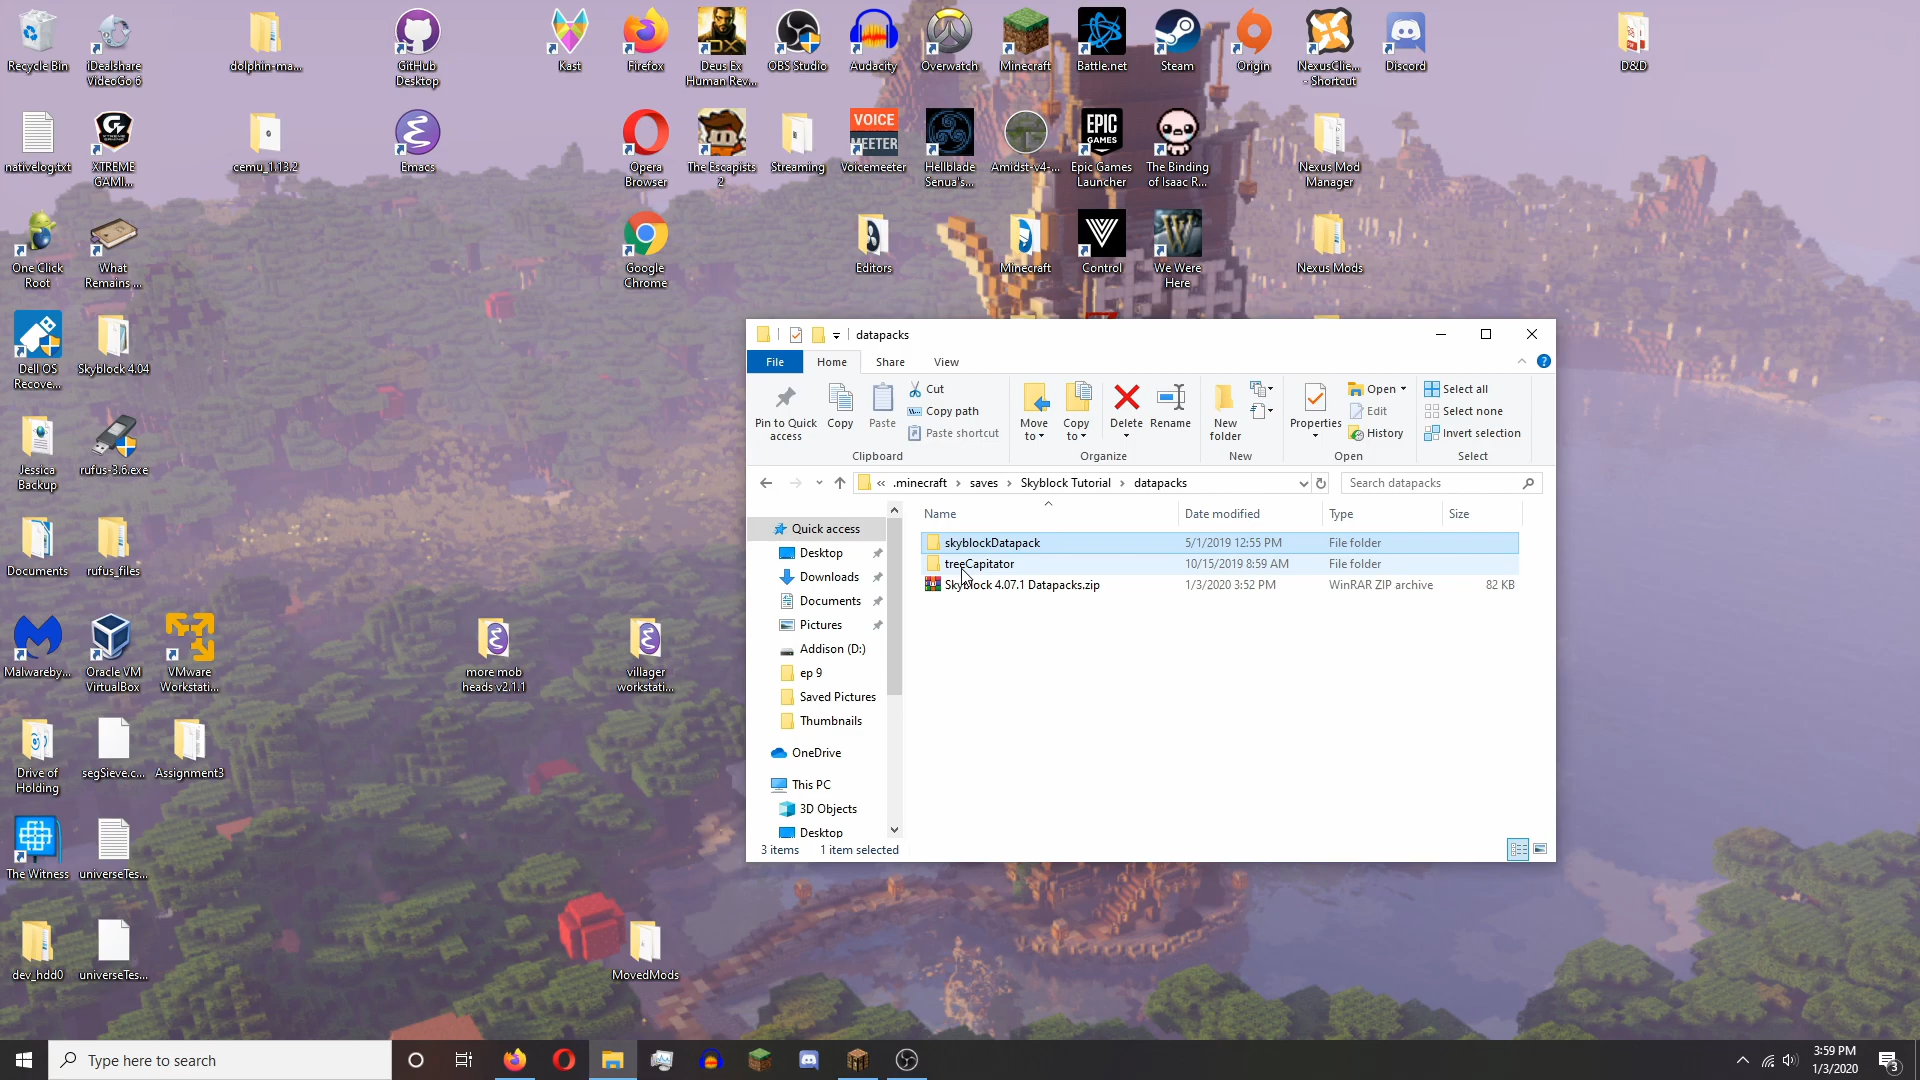 Recycle Bin
iDealshare
VideoGo 6
dolphin-ma...
GitHub
Desktop
Kast
Firefox
Deus Ex
Human Rev...
OBS Studio
Audacity
Overwatch
Minecraft
Battle.net
Steam
Origin
NexusClie...
- Shortcut
Discord
D&D
nativelog.txt
XTREME
GAMI...
cemu_1.13.2
Emacs
Opera
Browser
The Escapists
2
Streaming
VOICE
MEETER
Voicemeeter
Hellblade
Senua's...
Amidst-v4-...
EPIC
GAMES
Epic Games
Launcher
The Binding
of Isaac R...
Nexus Mod
Manager
One Click
Root
What
Remains ...
Google
Chrome
Editors
Minecraft
Control
We Were
Here
Nexus Mods
Dell OS
Recove...
Skyblock 4.04
Jessica
Backup
rufus-3.6.exe
Documents
rufus_files
Malwareby...
Oracle VM
VirtualBox
VMware
Workstati...
more mob
heads v2.1.1
villager
workstati...
Drive of
Holding
segSieve.c...
Assignment3
The Witness
universeTes...
dev_hdd0
universeTes...
MovedMods
datapacks
File
Home
Share
View
Pin to Quick
access
Copy
Paste
Cut
Copy path
Paste shortcut
Clipboard
Move
to
Copy
to
Delete
Rename
Organize
New
folder
New
Properties
Open
Edit
History
Open
Select all
Select none
Invert selection
Select
« .minecraft › saves › Skyblock Tutorial › datapacks
Search datapacks
Name
Date modified
Type
Size
skyblockDatapack 5/1/2019 12:55 PM File folder
treeCapitator 10/15/2019 8:59 AM File folder
Skyblock 4.07.1 Datapacks.zip 1/3/2020 3:52 PM WinRAR ZIP archive 82 KB
Quick access
Desktop
Downloads
Documents
Pictures
Addison (D:)
ep 9
Saved Pictures
Thumbnails
OneDrive
This PC
3D Objects
Desktop
3 items 1 item selected
Type here to search
3:59 PM
1/3/2020
3